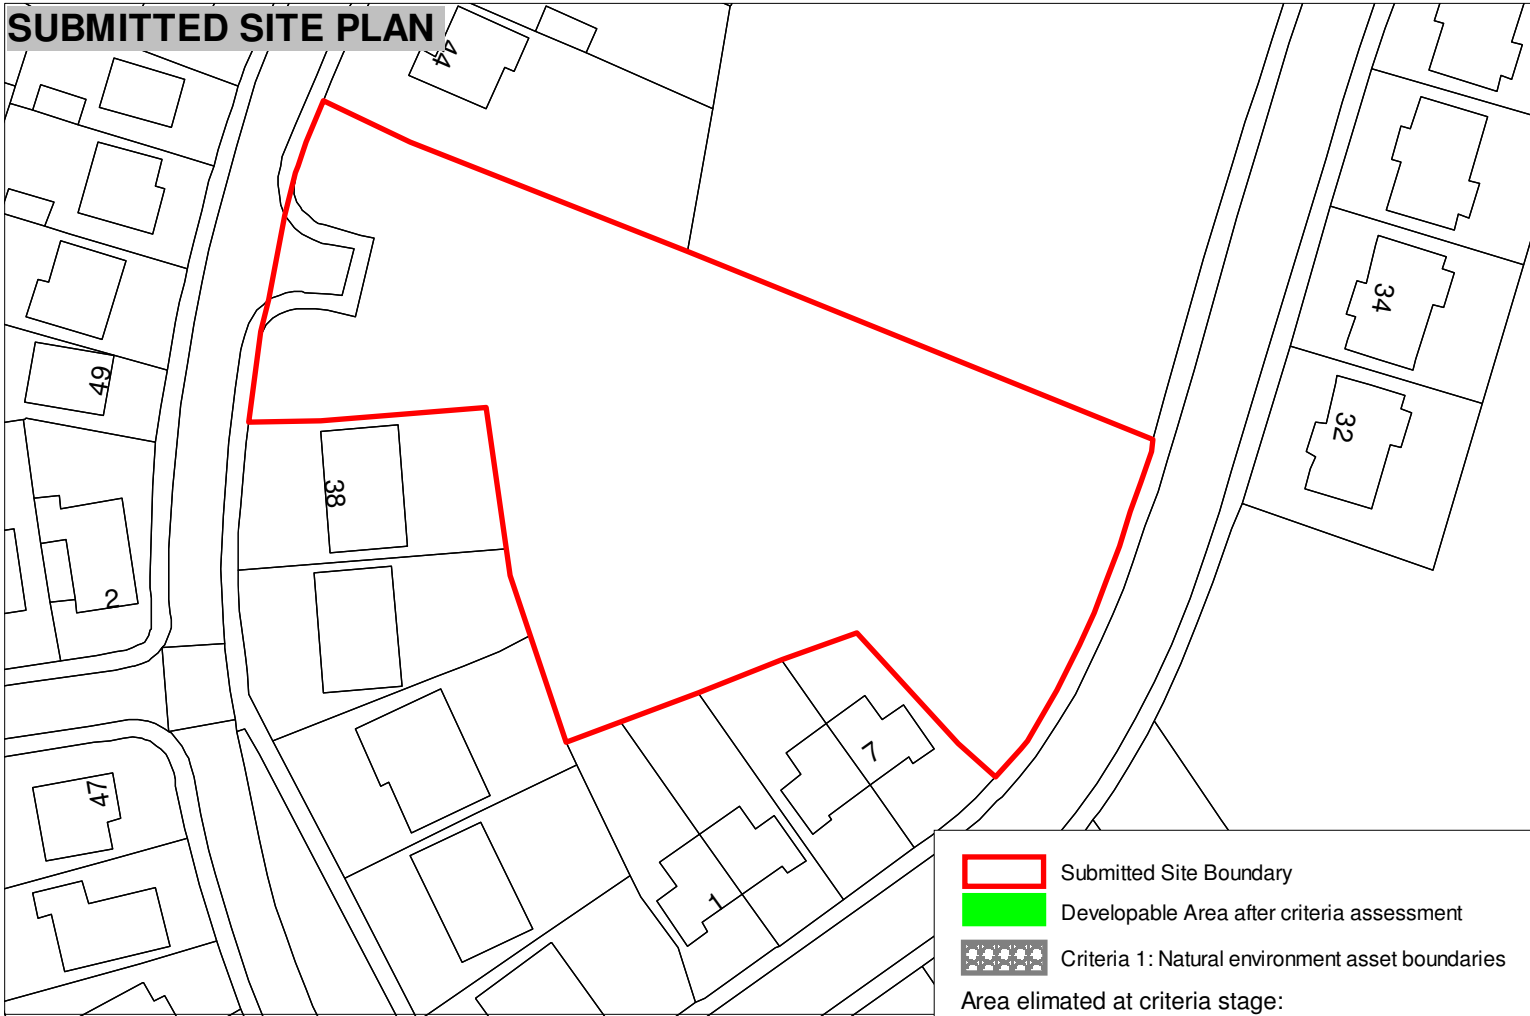 SUBMITTED SITE PLAN
44
34
49
32
38
2
7
47
1
Submitted Site Boundary
Developable Area after criteria assessment
Criteria 1: Natural environment asset boundaries
Area elimated at criteria stage: